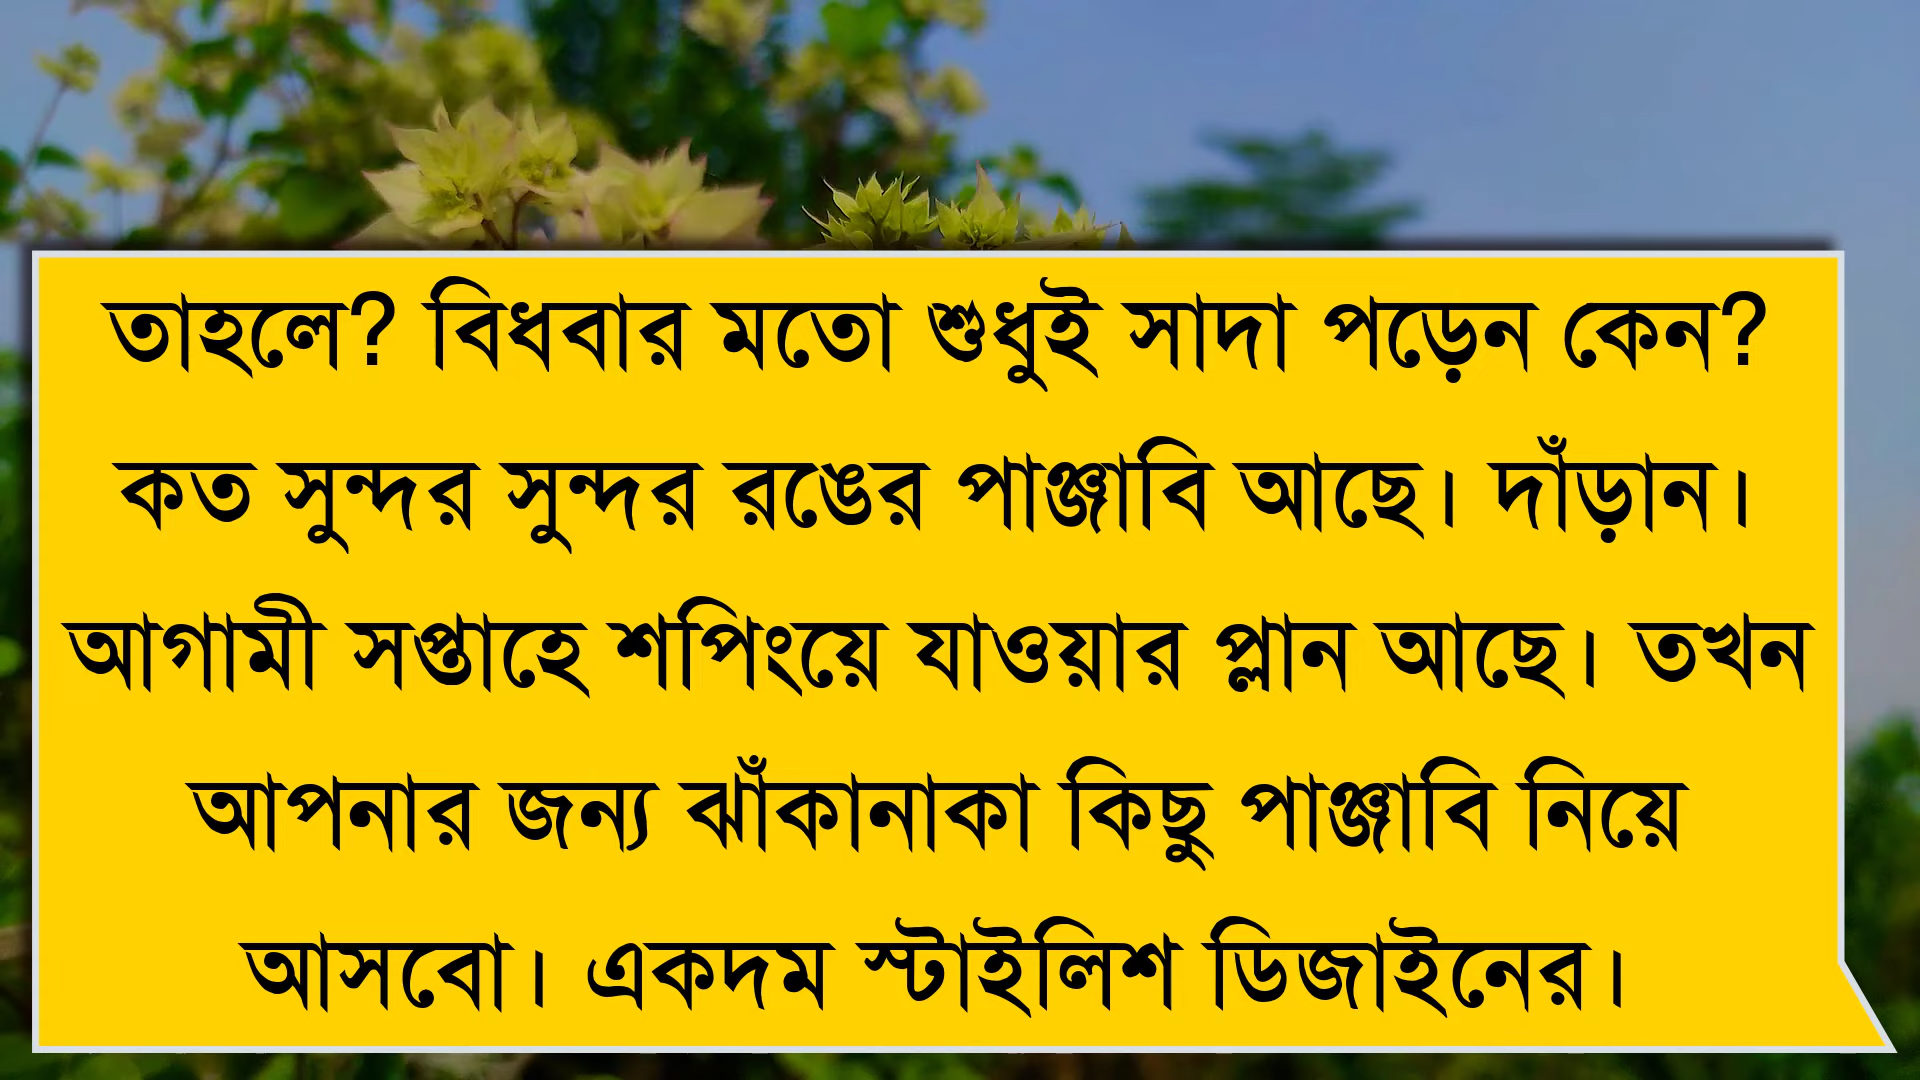 তাহলে? বিধবার মতো শুধুই সাদা পড়েন কেন?
কত সুন্দর সুন্দর রঙের পাঞ্জাবি আছে। দাঁড়ান।
আগামী সপ্তাহে শপিংয়ে যাওয়ার প্লান আছে। তখন
আপনার জন্য ঝাঁকানাকা কিছু পাঞ্জাবি নিয়ে
আসবো। একদম স্টাইলিশ ডিজাইনের।